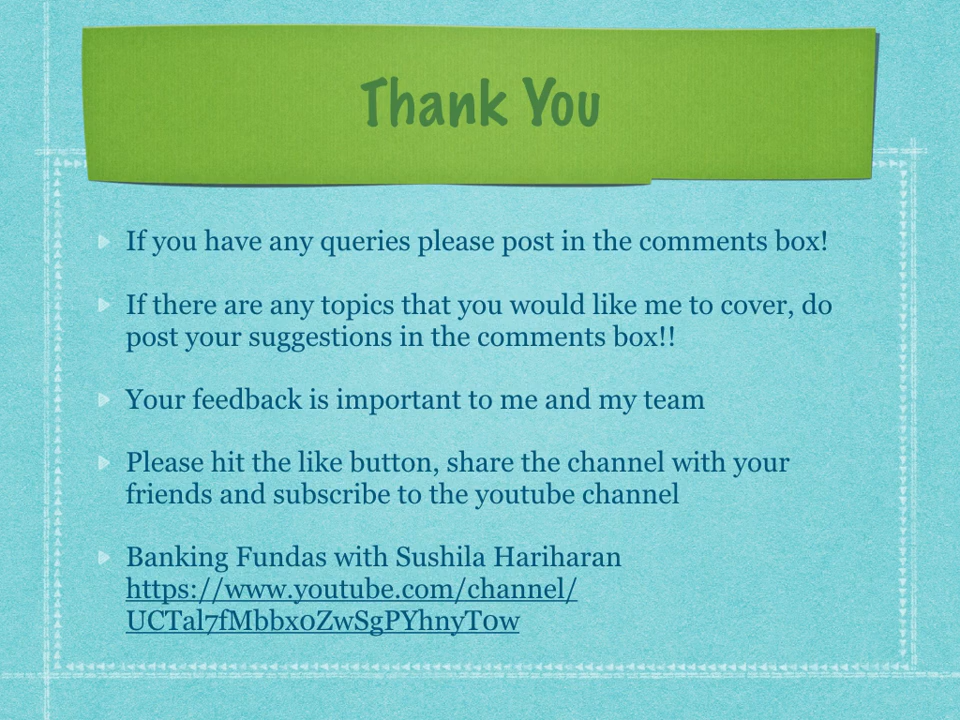 Thank You
If you have any queries please post in the comments box!
If there are any topics that you would like me to cover, do
post your suggestions in the comments box!!
Your feedback is important to me and my team
Please hit the like button, share the channel with your
friends and subscribe to the youtube channel
Banking Fundas with Sushila Hariharan
https://www.youtube.com/channel/
UCTal7fMbbx0ZwSgPYhnyT0w